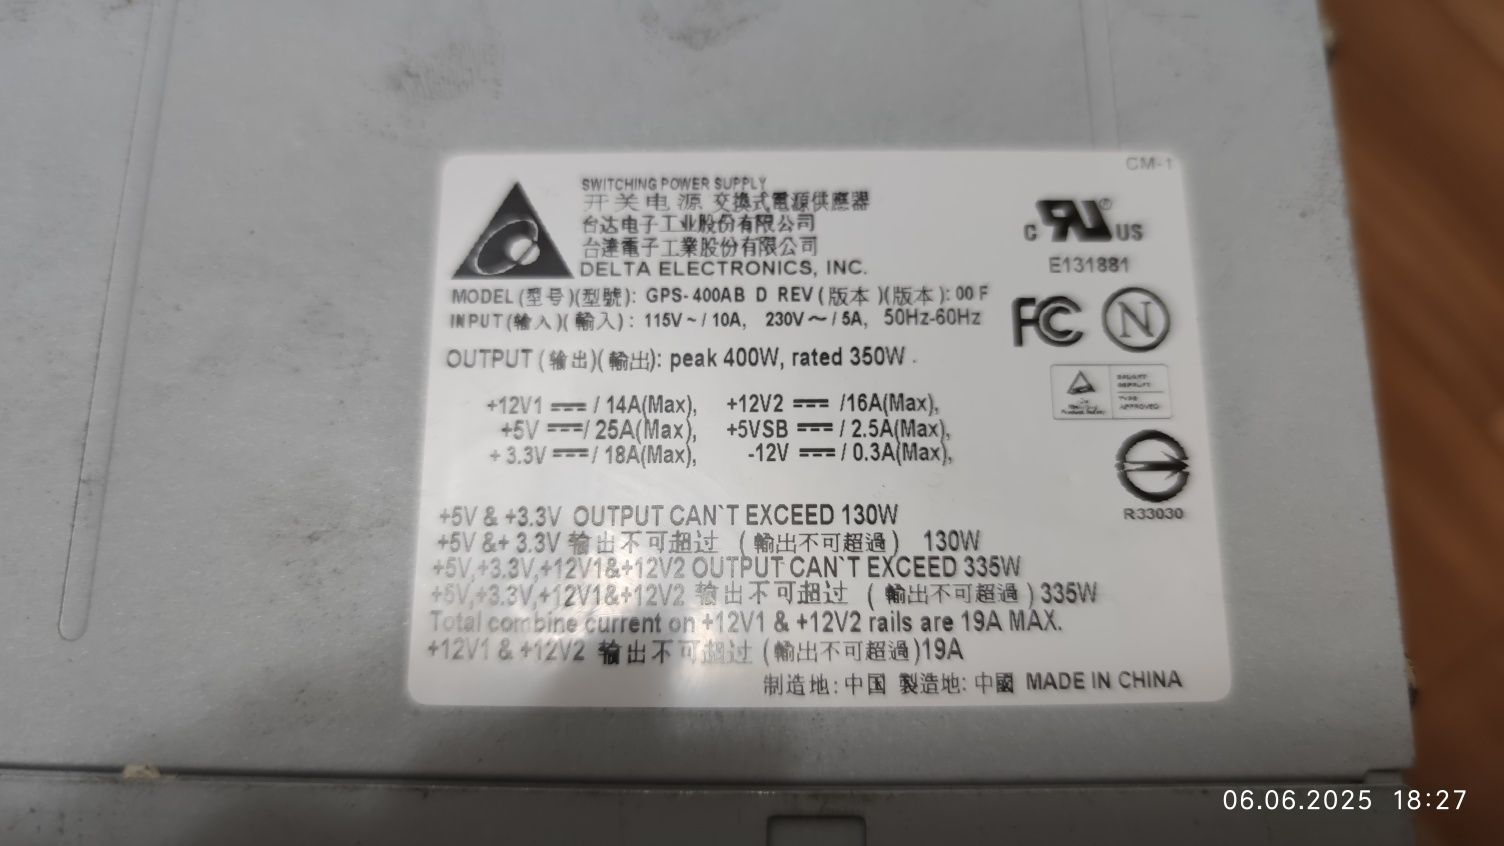 CM-1
SWITCHING POWER SUPPLY
开关电源 交換式電源供應器
台达电子工业股份有限公司
台達電子工業股份有限公司
DELTA ELECTRONICS, INC.
C RU® US
E131881
MODEL (型号)(型號): GPS-400AB D REV (版本)(版本): 00 F
INPUT (输入)(輸入): 115V ~ / 10A, 230V ~ / 5A, 50Hz-60Hz
FC N
OUTPUT (输出)(輸出): peak 400W, rated 350W.
TYPE
APPROVED
+12V1 ⎓ / 14A(Max), +12V2 ⎓ /16A(Max),
+5V ⎓/ 25A(Max), +5VSB ⎓ / 2.5A(Max),
+ 3.3V ⎓/ 18A(Max), -12V ⎓ / 0.3A(Max),
R33030
+5V & +3.3V OUTPUT CAN`T EXCEED 130W
+5V &+ 3.3V 输出不可超过 (輸出不可超過) 130W
+5V,+3.3V,+12V1&+12V2 OUTPUT CAN`T EXCEED 335W
+5V,+3.3V,+12V1&+12V2 输出不可超过 (輸出不可超過) 335W
Total combine current on +12V1 & +12V2 rails are 19A MAX.
+12V1 & +12V2 输出不可超过 (輸出不可超過)19A
制造地: 中国 製造地: 中國 MADE IN CHINA
06.06.2025 18:27